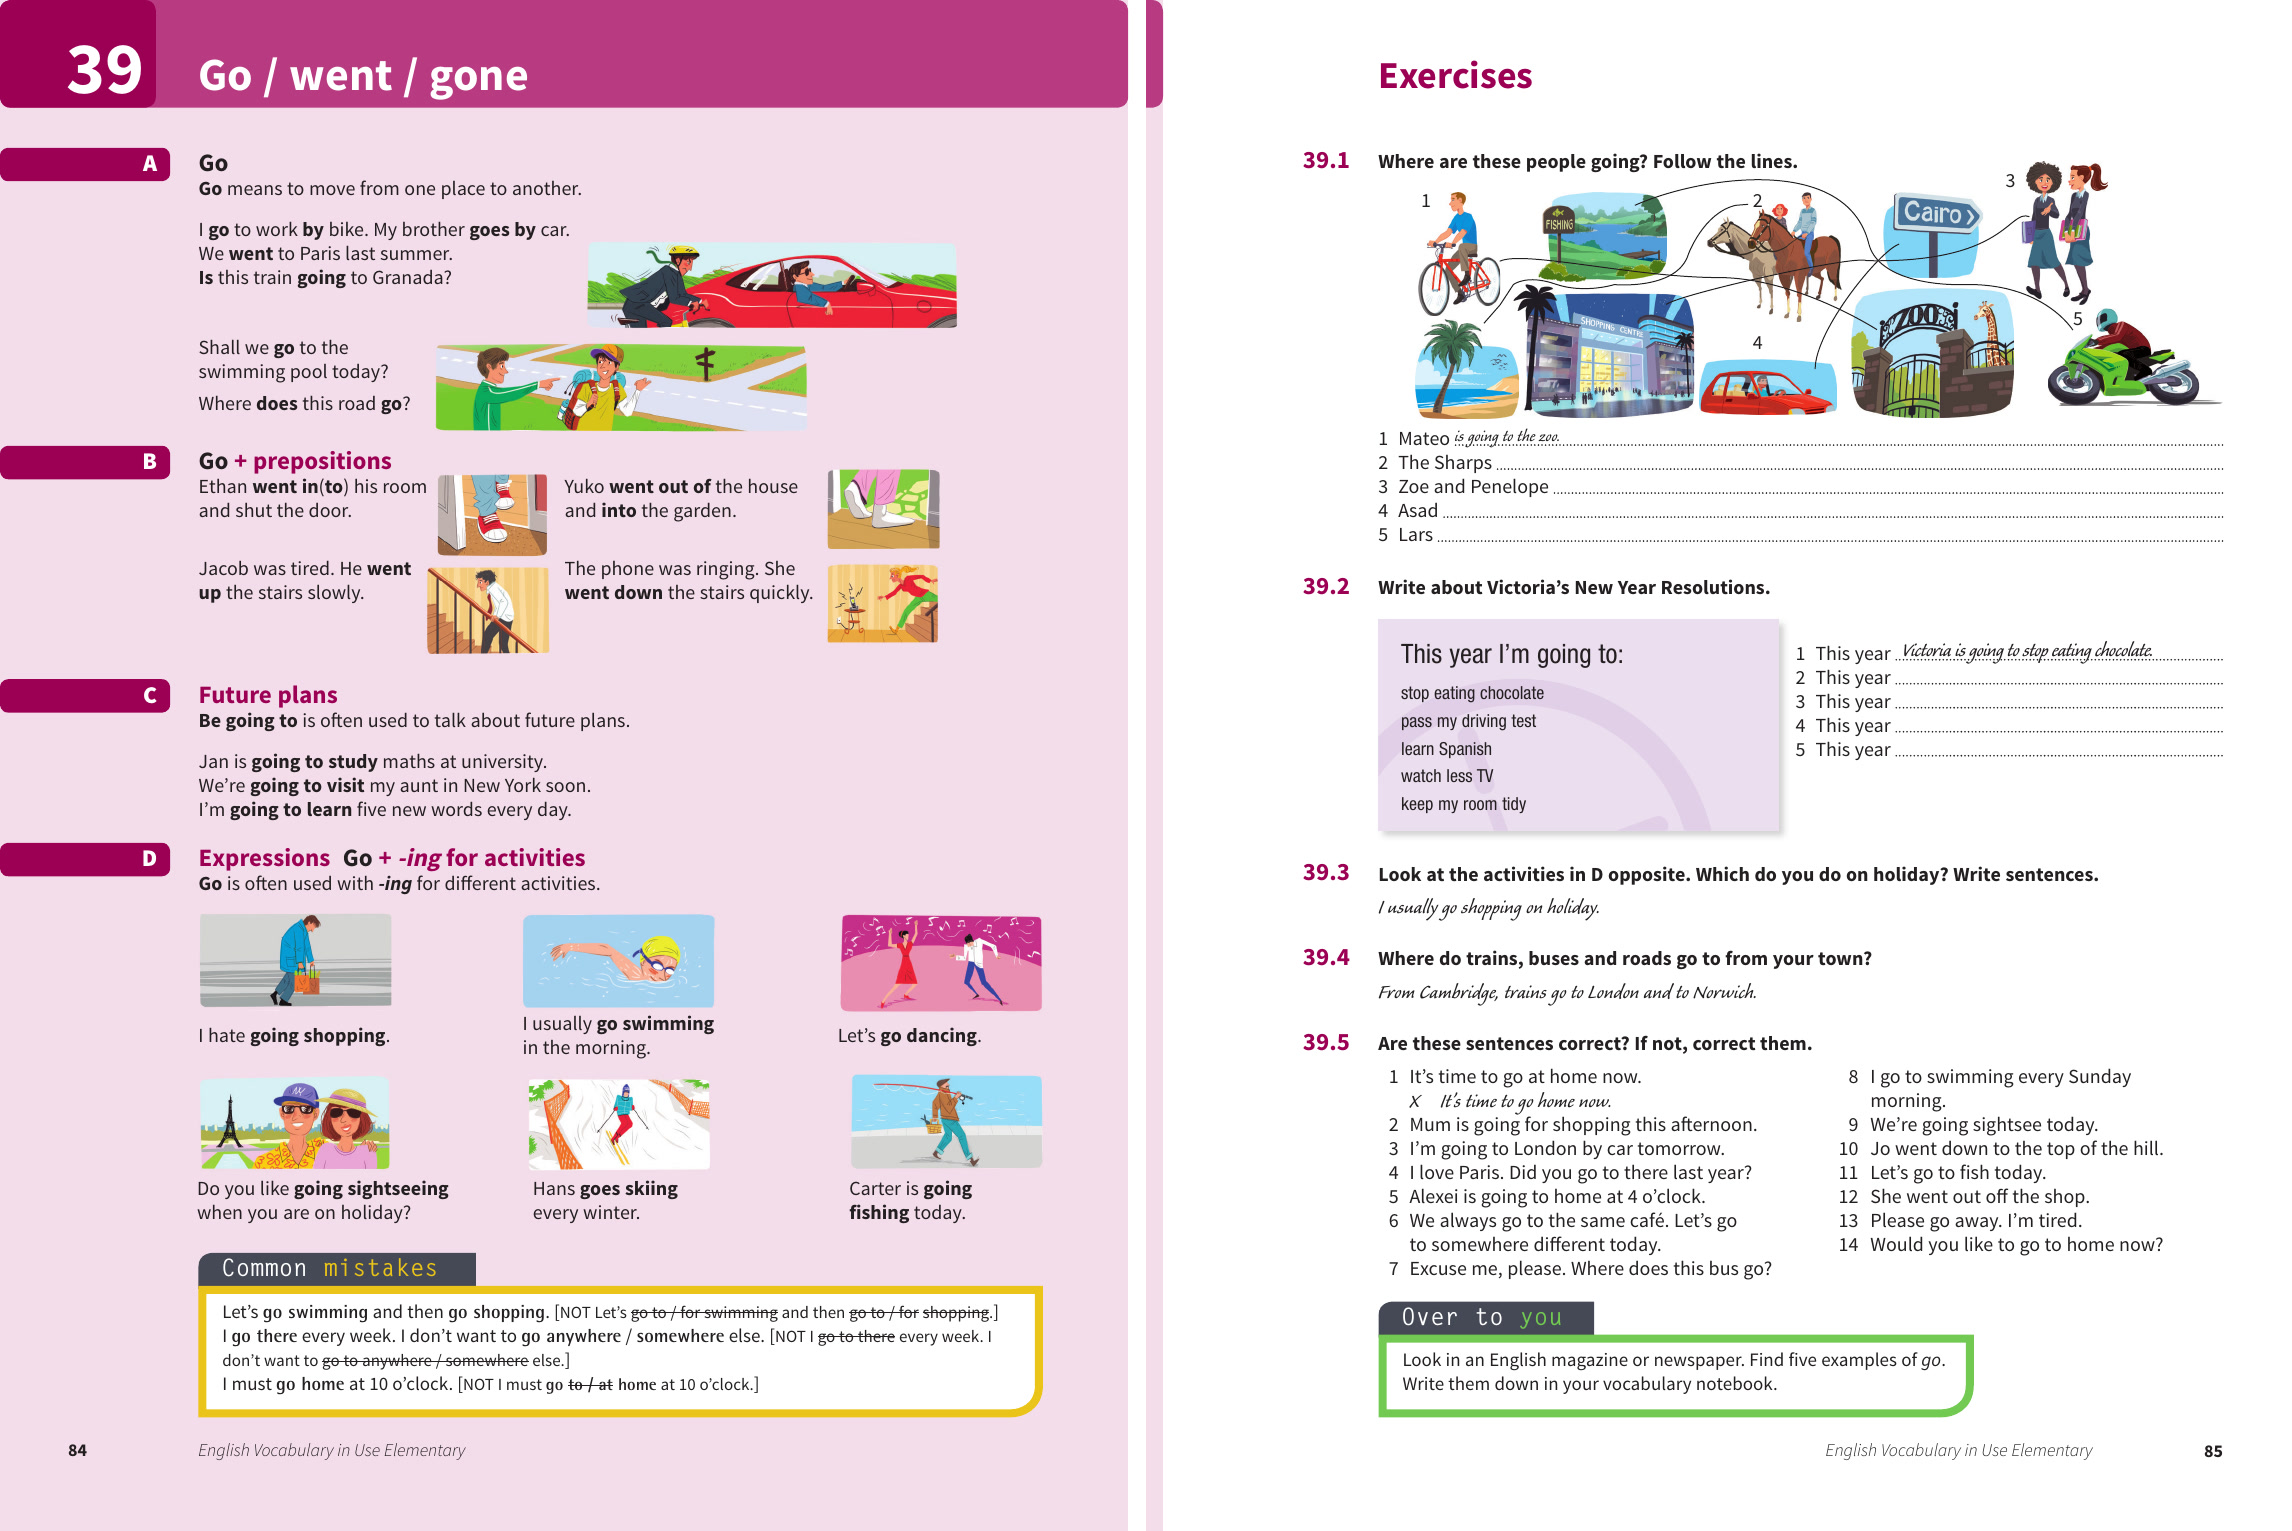 39
Go / went / gone
A
Go
Go means to move from one place to another.
I go to work by bike. My brother goes by car.
We went to Paris last summer.
Is this train going to Granada?
Shall we go to the
swimming pool today?
Where does this road go?
B
Go + prepositions
Ethan went in(to) his room
and shut the door.
Yuko went out of the house
and into the garden.
Jacob was tired. He went
up the stairs slowly.
The phone was ringing. She
went down the stairs quickly.
C
Future plans
Be going to is often used to talk about future plans.
Jan is going to study maths at university.
We're going to visit my aunt in New York soon.
I'm going to learn five new words every day.
D
Expressions Go + -ing for activities
Go is often used with -ing for different activities.
I hate going shopping.
I usually go swimming
in the morning.
Let's go dancing.
Do you like going sightseeing
when you are on holiday?
Hans goes skiing
every winter.
Carter is going
fishing today.
Common mistakes
Let's go swimming and then go shopping. [NOT Let's go to / for swimming and then go to / for shopping.]
I go there every week. I don't want to go anywhere / somewhere else. [NOT I go to there every week. I
don't want to go to anywhere / somewhere else.]
I must go home at 10 o'clock. [NOT I must go to / at home at 10 o'clock.]
84
English Vocabulary in Use Elementary
Exercises
39.1
Where are these people going? Follow the lines.
1
FISHING
2
Cairo
3
SHOPPING CENTRE
4
ZOO
5
1 Mateo is going to the zoo.
2 The Sharps
3 Zoe and Penelope
4 Asad
5 Lars
39.2
Write about Victoria's New Year Resolutions.
This year I'm going to:
stop eating chocolate
pass my driving test
learn Spanish
watch less TV
keep my room tidy
1 This year Victoria is going to stop eating chocolate.
2 This year
3 This year
4 This year
5 This year
39.3
Look at the activities in D opposite. Which do you do on holiday? Write sentences.
I usually go shopping on holiday.
39.4
Where do trains, buses and roads go to from your town?
From Cambridge, trains go to London and to Norwich.
39.5
Are these sentences correct? If not, correct them.
1 It's time to go at home now.
X It's time to go home now.
2 Mum is going for shopping this afternoon.
3 I'm going to London by car tomorrow.
4 I love Paris. Did you go to there last year?
5 Alexei is going to home at 4 o'clock.
6 We always go to the same café. Let's go
to somewhere different today.
7 Excuse me, please. Where does this bus go?
8 I go to swimming every Sunday
morning.
9 We're going sightsee today.
10 Jo went down to the top of the hill.
11 Let's go to fish today.
12 She went out off the shop.
13 Please go away. I'm tired.
14 Would you like to go to home now?
Over to you
Look in an English magazine or newspaper. Find five examples of go.
Write them down in your vocabulary notebook.
English Vocabulary in Use Elementary
85